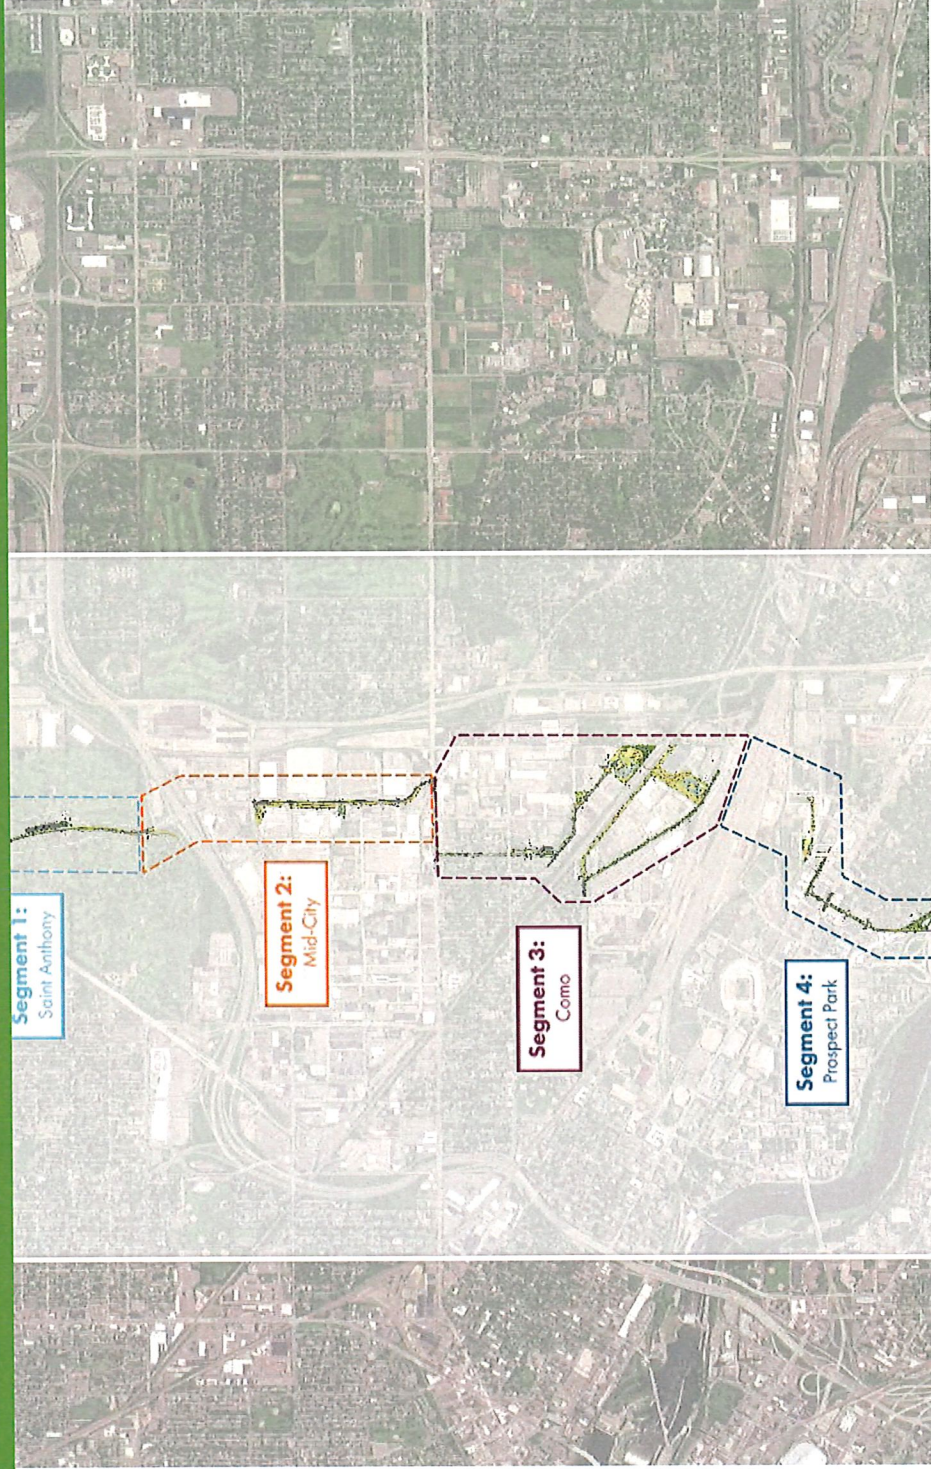 Segment 1:
Saint Anthony
Segment 2:
Mid-City
Segment 3:
Como
Segment 4:
Prospect Park